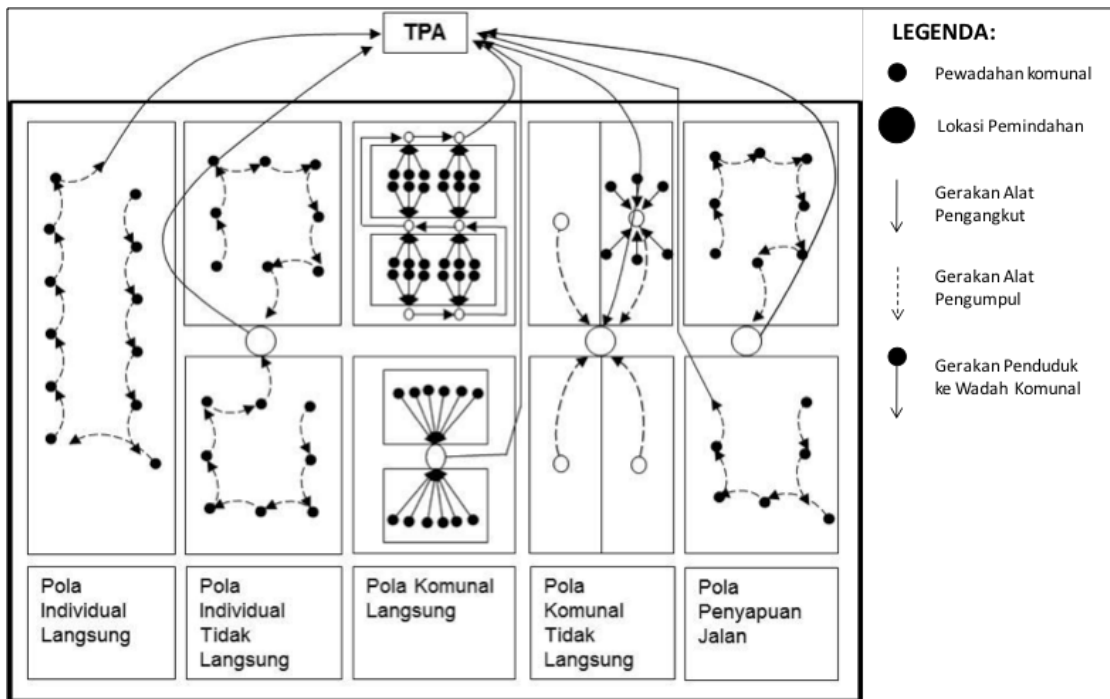 TPA
LEGENDA:
Pewadahan komunal
Lokasi Pemindahan
Gerakan Alat
Pengangkut
Gerakan Alat
Pengumpul
Gerakan Penduduk
ke Wadah Komunal
Pola
Individual
Langsung
Pola
Individual
Tidak
Langsung
Pola Komunal
Langsung
Pola
Komunal
Tidak
Langsung
Pola
Penyapuan
Jalan